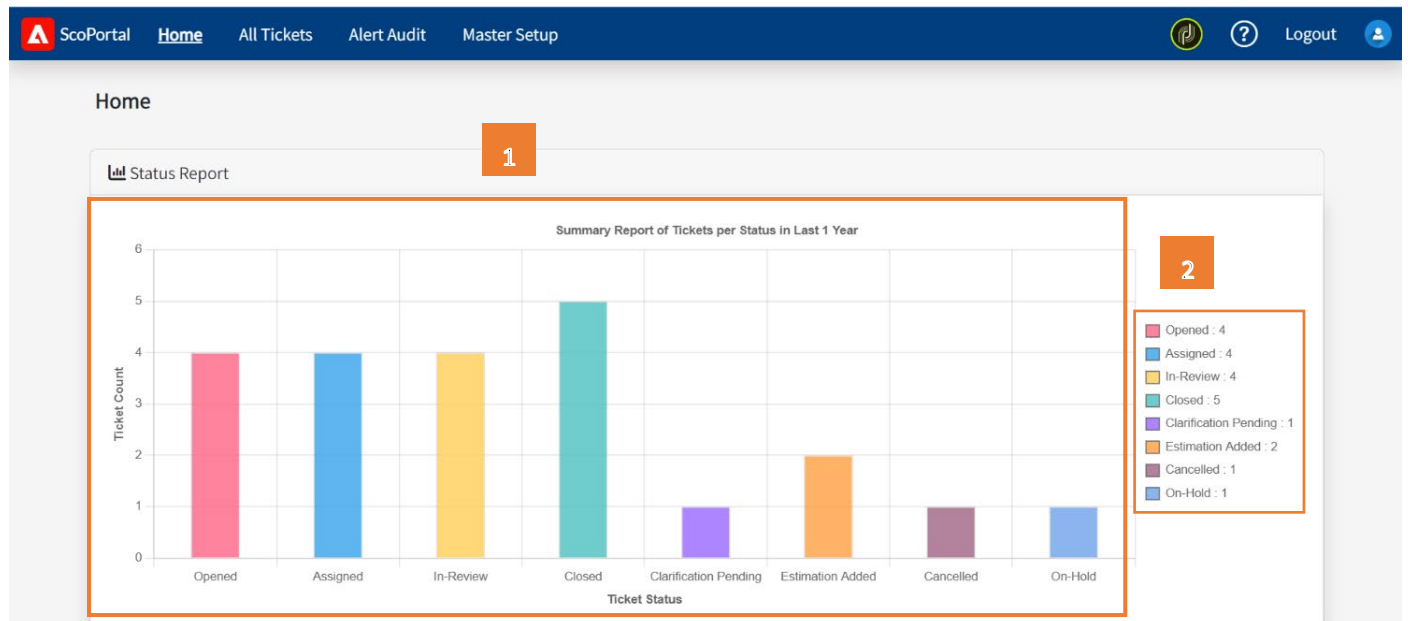 ScoPortal Home All Tickets Alert Audit Master Setup ? Logout
Home
1
Status Report
Summary Report of Tickets per Status in Last 1 Year
2
6
5
4
3
2
1
0
Ticket Count
Opened Assigned In-Review Closed Clarification Pending Estimation Added Cancelled On-Hold
Ticket Status
Opened : 4
Assigned : 4
In-Review : 4
Closed : 5
Clarification Pending : 1
Estimation Added : 2
Cancelled : 1
On-Hold : 1